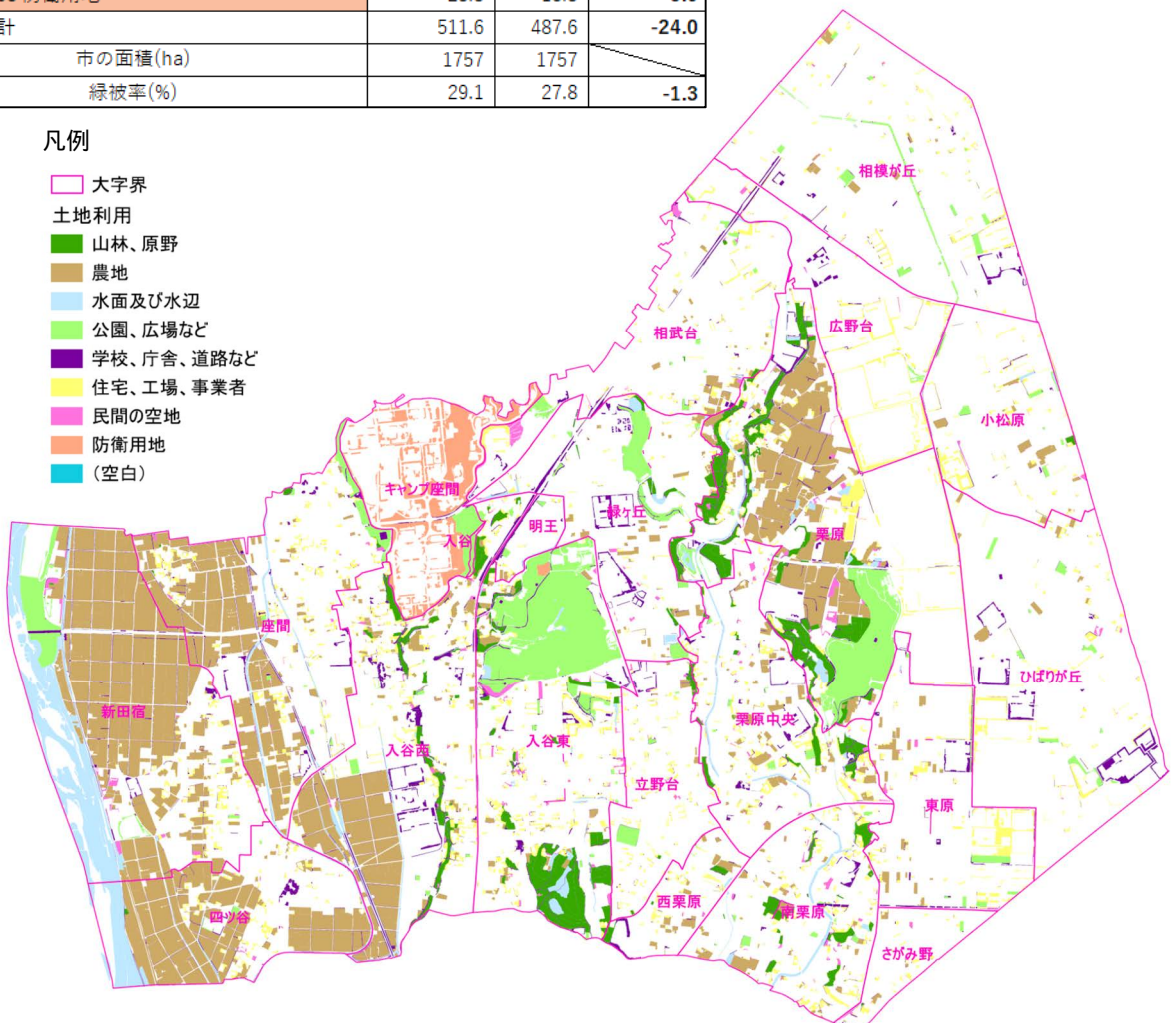 防衛用地
計 511.6 487.6 -24.0
市の面積(ha) 1757 1757
緑被率(%) 29.1 27.8 -1.3
凡例
大字界
土地利用
山林、原野
農地
水面及び水辺
公園、広場など
学校、庁舎、道路など
住宅、工場、事業者
民間の空地
防衛用地
(空白)
相模が丘
相武台
広野台
小松原
キャンプ座間
入谷
明王
緑ヶ丘
栗原
座間
新田宿
入谷西
入谷東
栗原中央
ひばりが丘
立野台
東原
四ツ谷
西栗原
南栗原
さがみ野